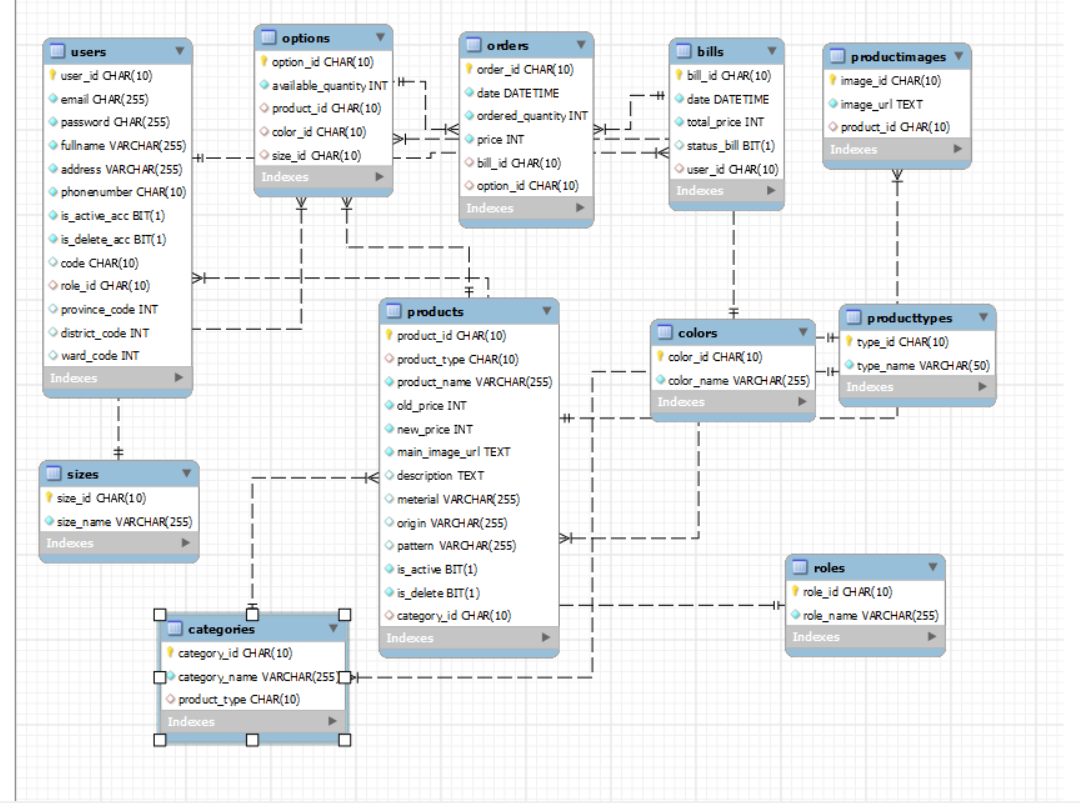 users
user_id CHAR(10)
email CHAR(255)
password CHAR(255)
fullname VARCHAR(255)
address VARCHAR(255)
phonenumber CHAR(10)
is_active_acc BIT(1)
is_delete_acc BIT(1)
code CHAR(10)
role_id CHAR(10)
province_code INT
district_code INT
ward_code INT
Indexes
options
option_id CHAR(10)
available_quantity INT
product_id CHAR(10)
color_id CHAR(10)
size_id CHAR(10)
Indexes
orders
order_id CHAR(10)
date DATETIME
ordered_quantity INT
price INT
bill_id CHAR(10)
option_id CHAR(10)
Indexes
bills
bill_id CHAR(10)
date DATETIME
total_price INT
status_bill BIT(1)
user_id CHAR(10)
Indexes
productimages
image_id CHAR(10)
image_url TEXT
product_id CHAR(10)
Indexes
products
product_id CHAR(10)
product_type CHAR(10)
product_name VARCHAR(255)
old_price INT
new_price INT
main_image_url TEXT
description TEXT
meterial VARCHAR(255)
origin VARCHAR(255)
pattern VARCHAR(255)
is_active BIT(1)
is_delete BIT(1)
category_id CHAR(10)
Indexes
colors
color_id CHAR(10)
color_name VARCHAR(255)
Indexes
producttypes
type_id CHAR(10)
type_name VARCHAR(50)
Indexes
sizes
size_id CHAR(10)
size_name VARCHAR(255)
Indexes
roles
role_id CHAR(10)
role_name VARCHAR(255)
Indexes
categories
category_id CHAR(10)
category_name VARCHAR(255)
product_type CHAR(10)
Indexes